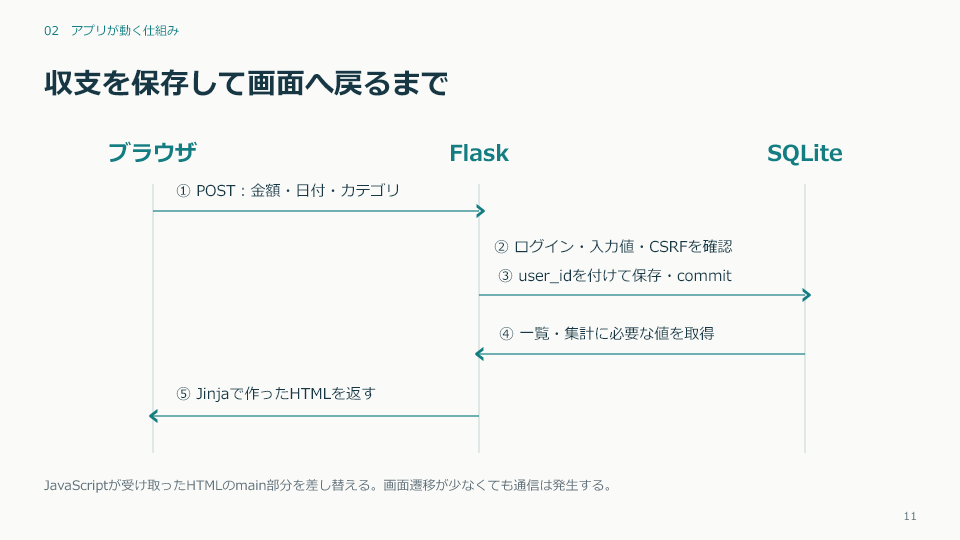 02 アプリが動く仕組み
収支を保存して画面へ戻るまで
ブラウザ
Flask
SQLite
① POST：金額・日付・カテゴリ
② ログイン・入力値・CSRFを確認
③ user_idを付けて保存・commit
④ 一覧・集計に必要な値を取得
⑤ Jinjaで作ったHTMLを返す
JavaScriptが受け取ったHTMLのmain部分を差し替える。画面遷移が少なくても通信は発生する。
11